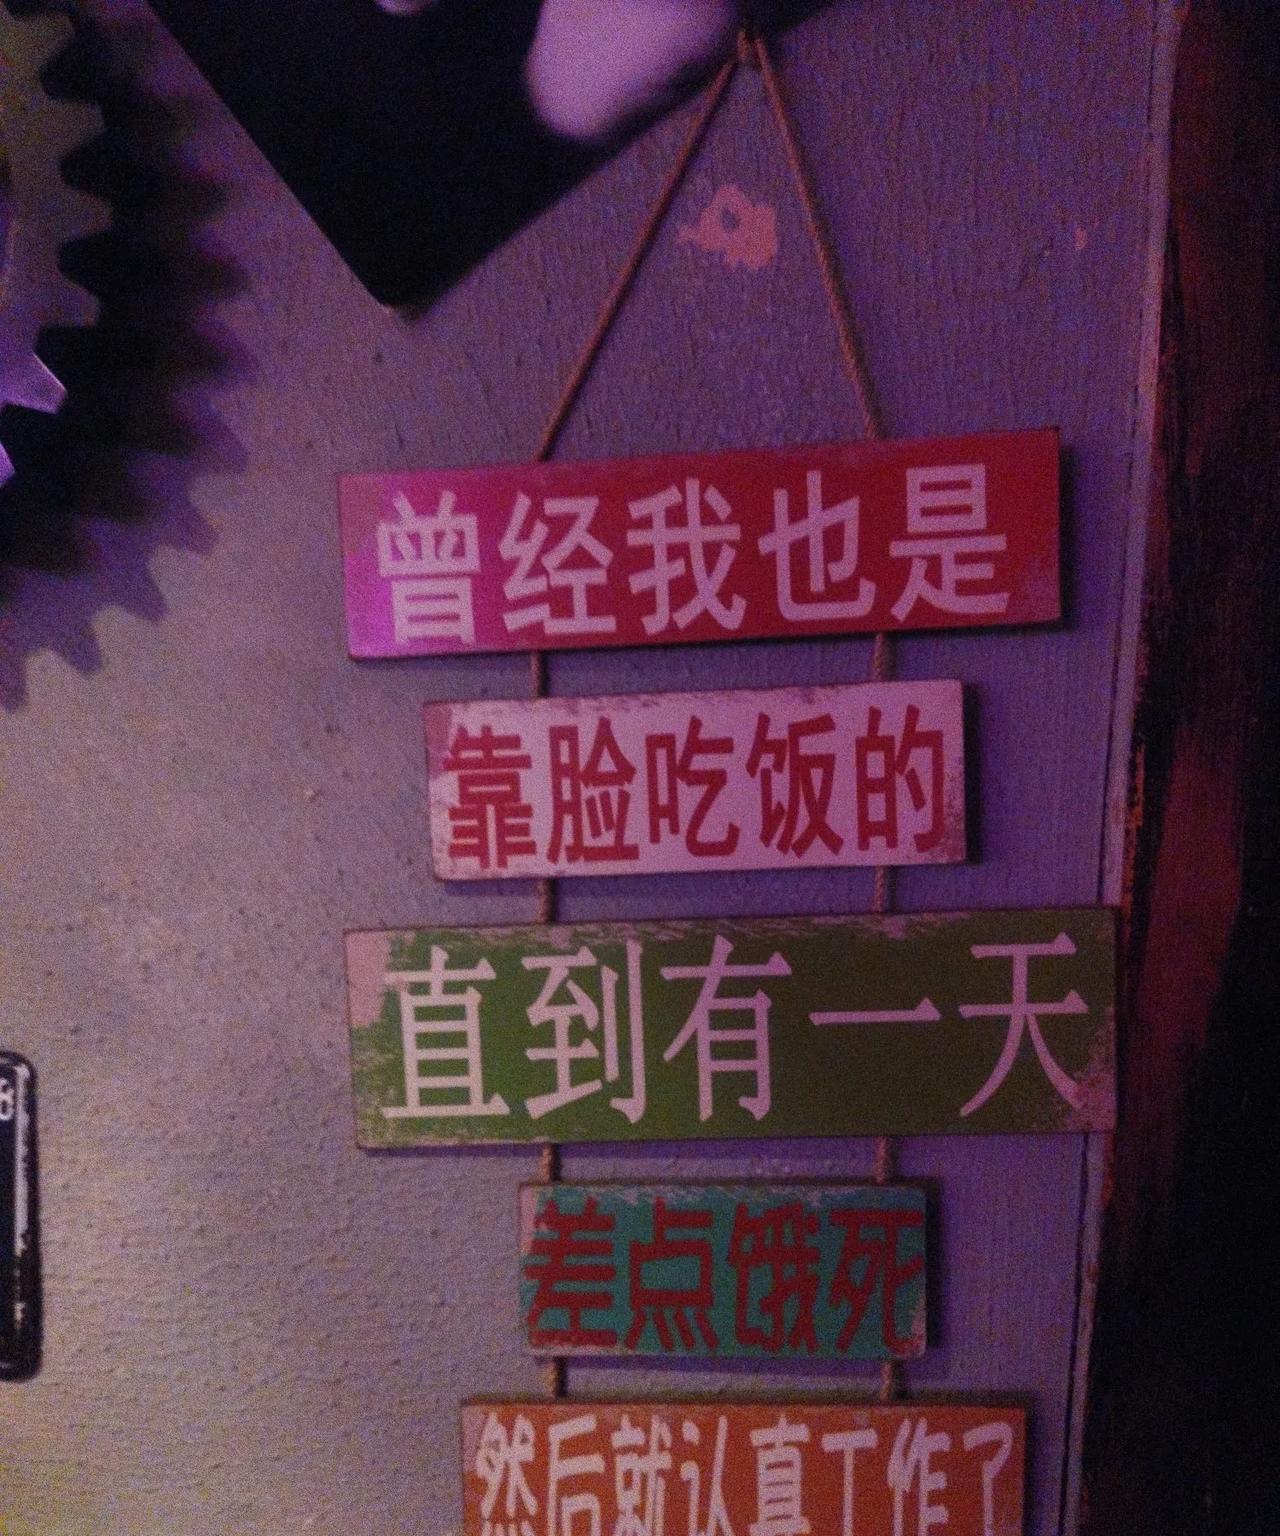 曾经我也是
靠脸吃饭的
直到有一天
差点饿死
然后就认真工作了